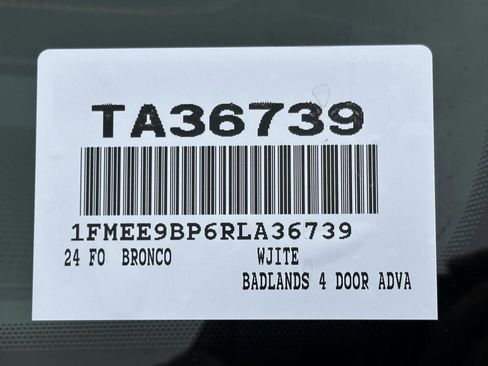 TA36739
1FMEE9BP6RLA36739
24 FO BRONCO WJITE
BADLANDS 4 DOOR ADVA